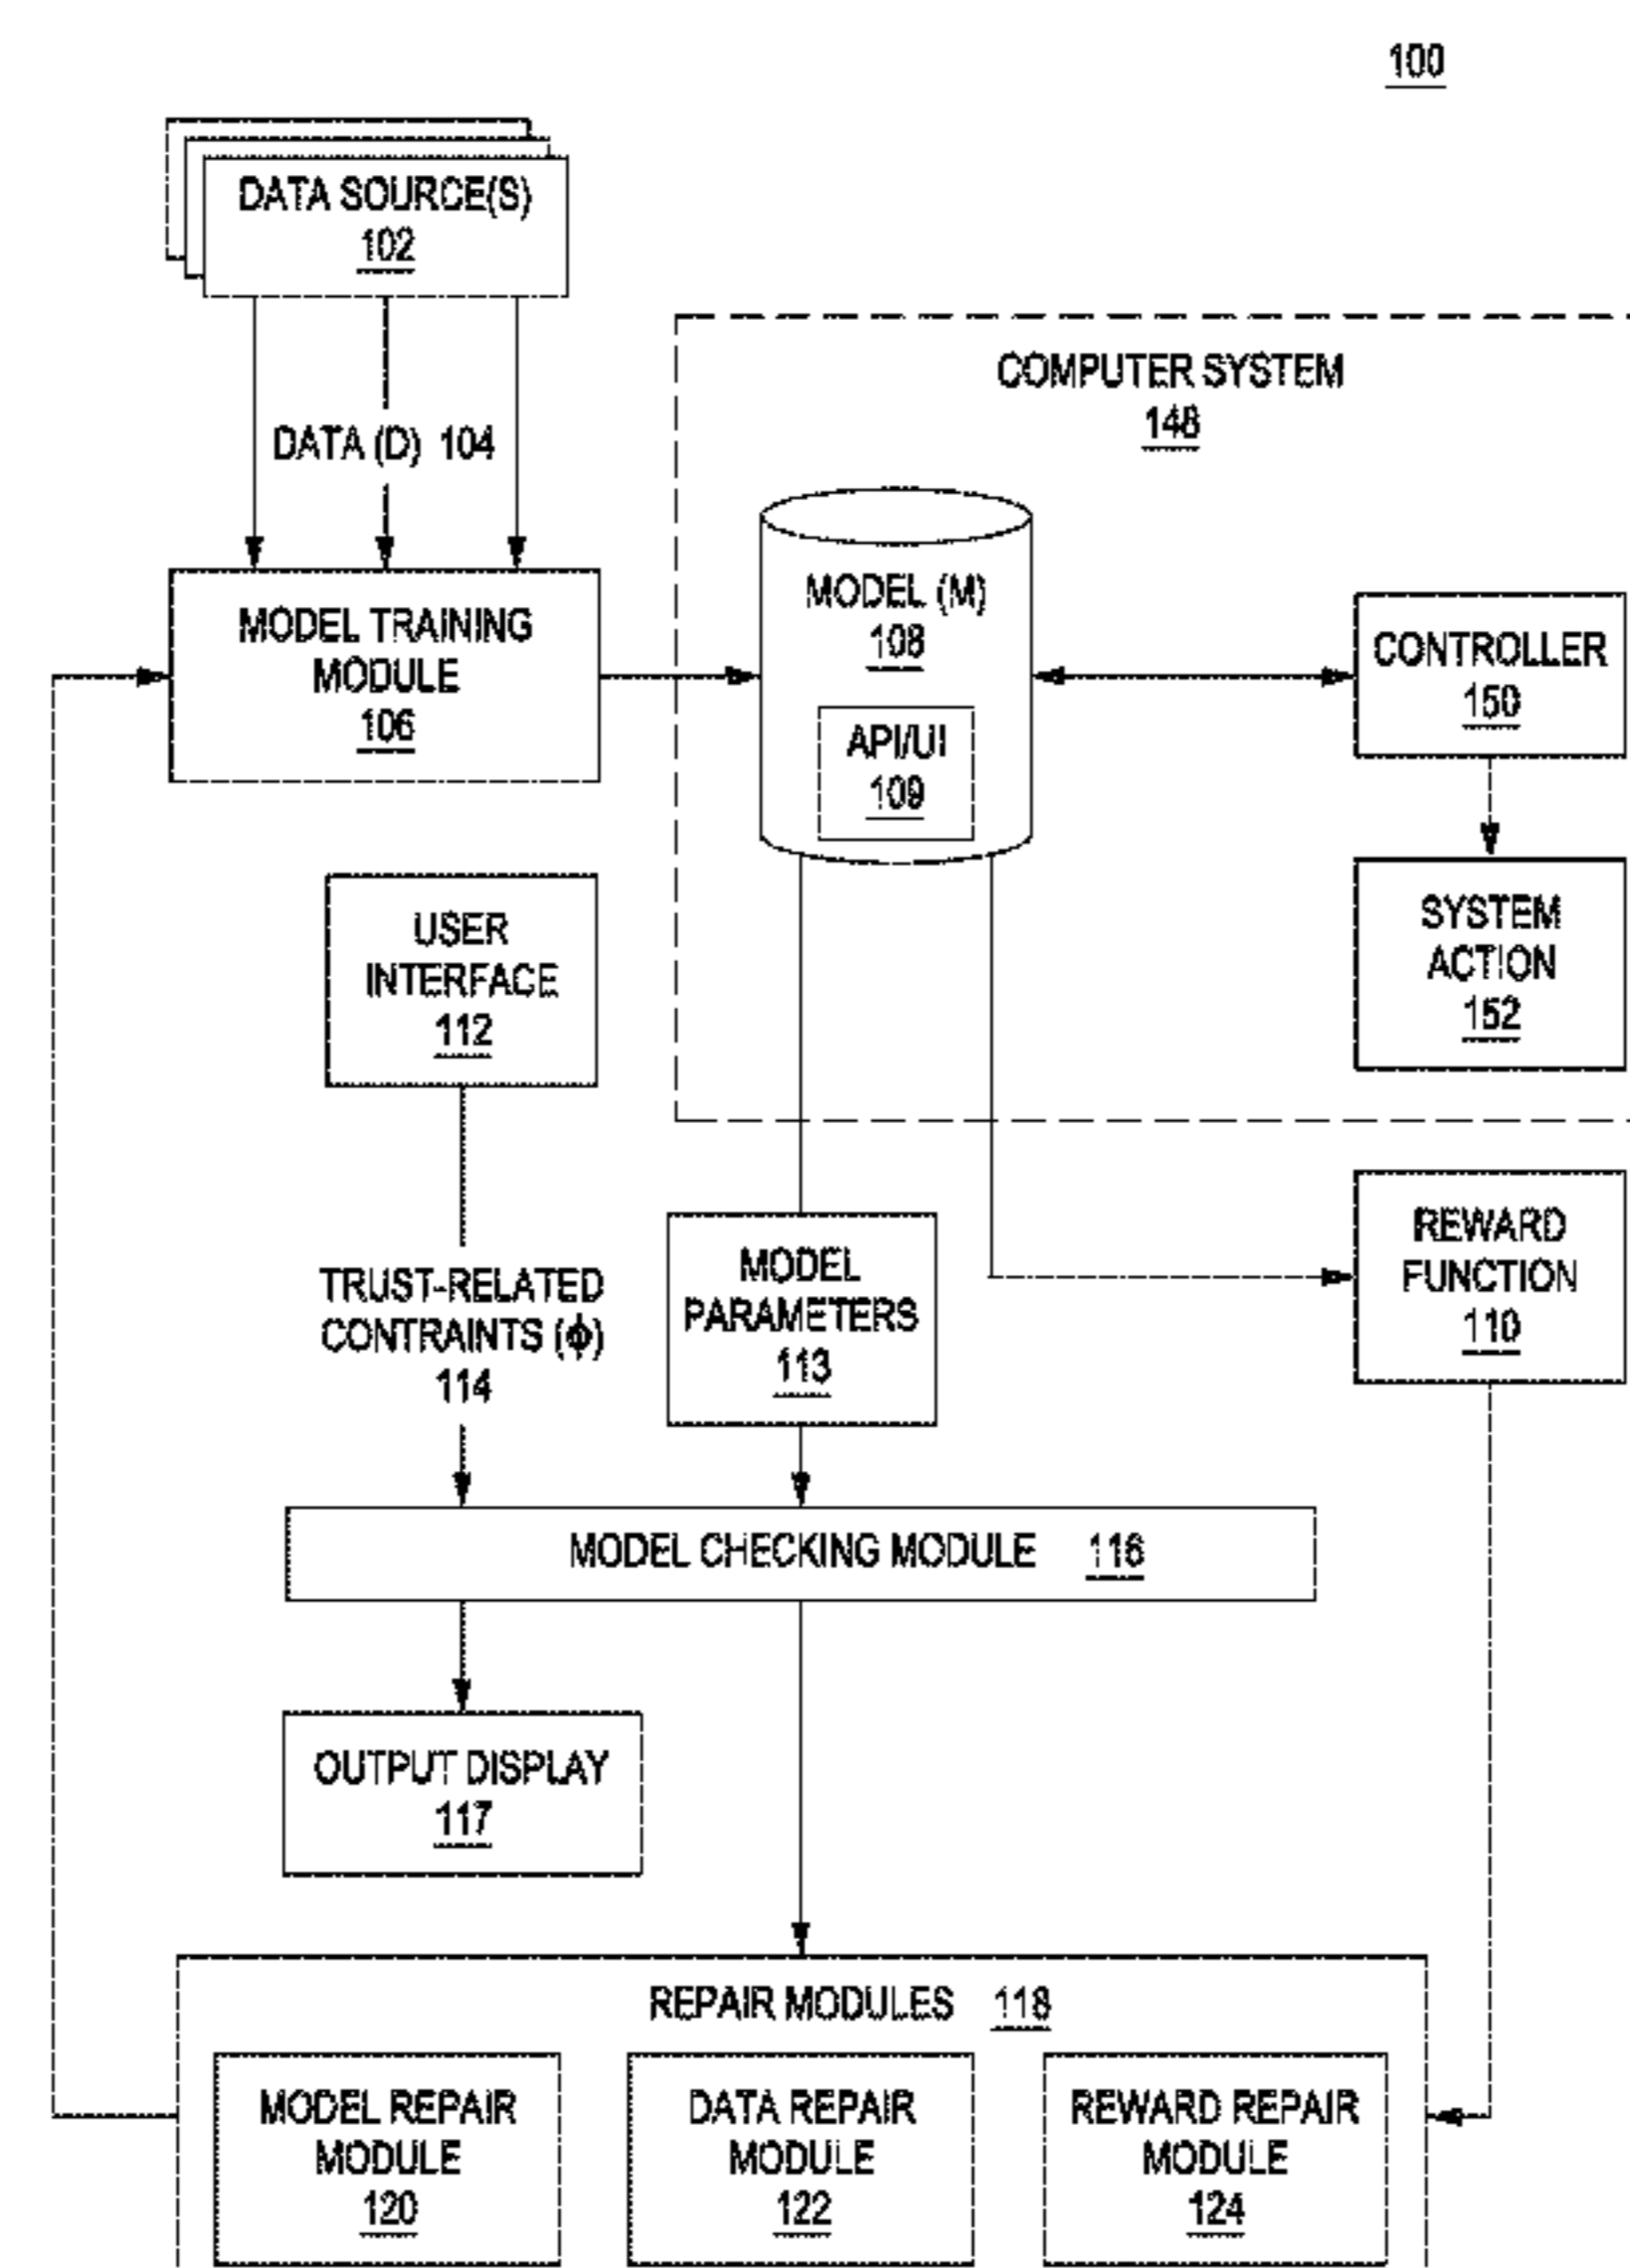 100
DATA SOURCE(S)
102
DATA (D) 104
COMPUTER SYSTEM
148
MODEL TRAINING
MODULE
106
MODEL (M)
108
API/UI
109
CONTROLLER
150
SYSTEM
ACTION
152
USER
INTERFACE
112
TRUST-RELATED
CONTRAINTS (ϕ)
114
MODEL
PARAMETERS
113
REWARD
FUNCTION
110
MODEL CHECKING MODULE 116
OUTPUT DISPLAY
117
REPAIR MODULES 118
MODEL REPAIR
MODULE
120
DATA REPAIR
MODULE
122
REWARD REPAIR
MODULE
124